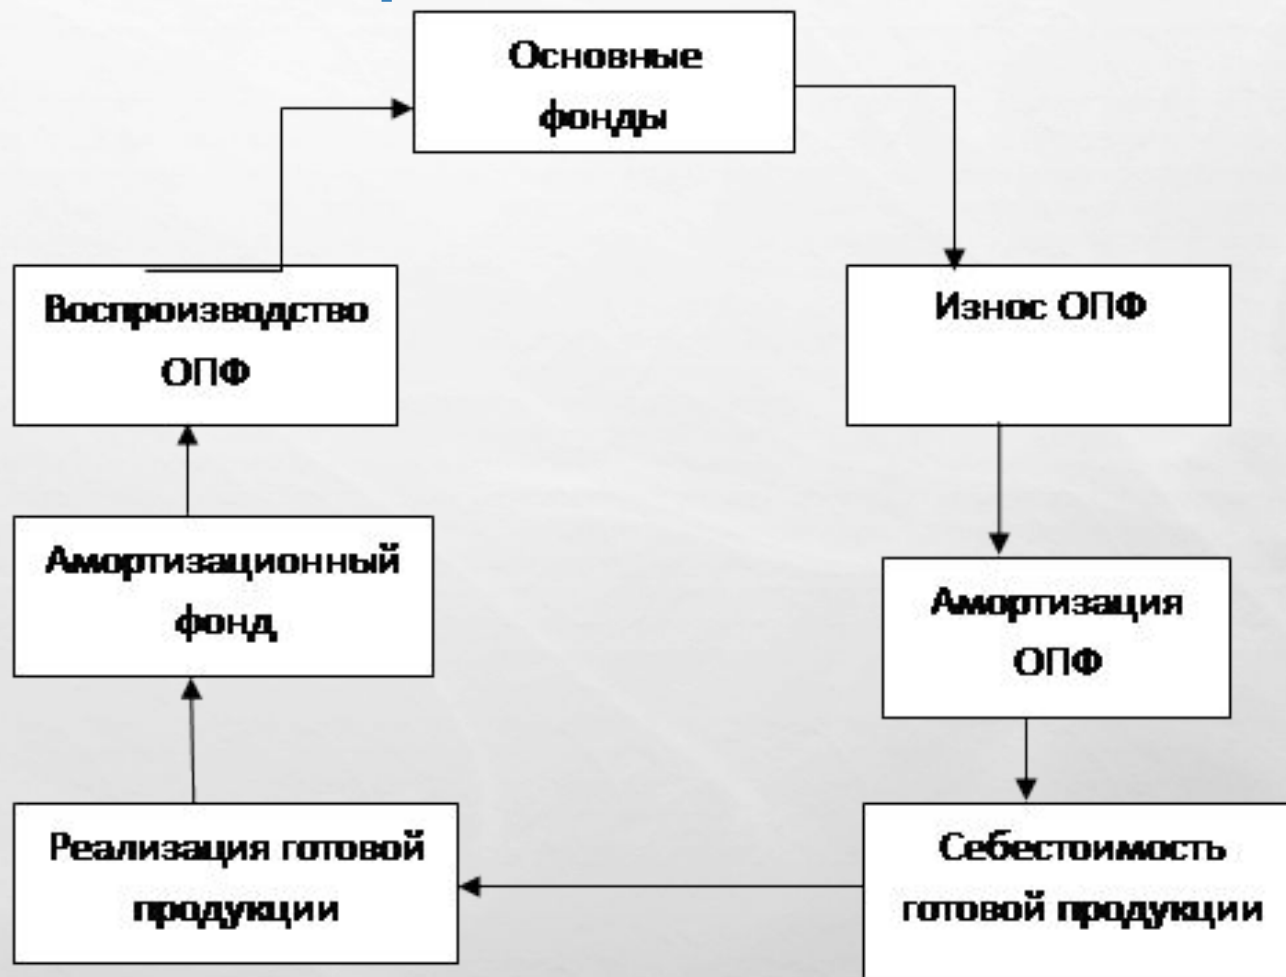 Основные
фонды
Воспроизводство
ОПФ
Износ ОПФ
Амортизационный
фонд
Амортизация
ОПФ
Реализация готовой
продукции
Себестоимость
готовой продукции